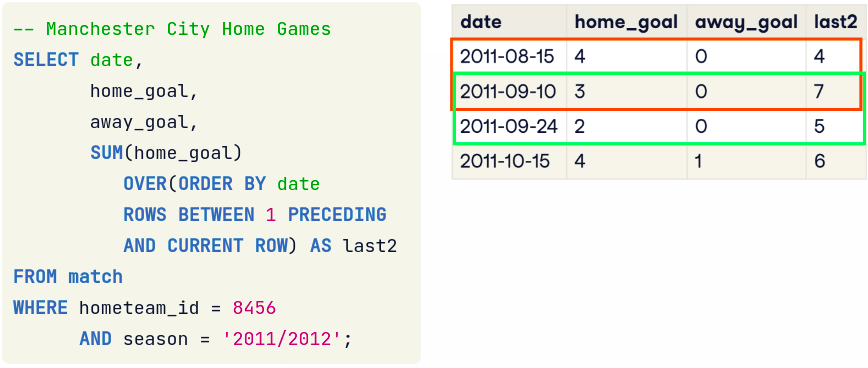 -- Manchester City Home Games
SELECT date,
home_goal,
away_goal,
SUM(home_goal)
OVER(ORDER BY date
ROWS BETWEEN 1 PRECEDING
AND CURRENT ROW) AS last2
FROM match
WHERE hometeam_id = 8456
AND season = '2011/2012';
date home_goal away_goal last2
2011-08-15 4 0 4
2011-09-10 3 0 7
2011-09-24 2 0 5
2011-10-15 4 1 6